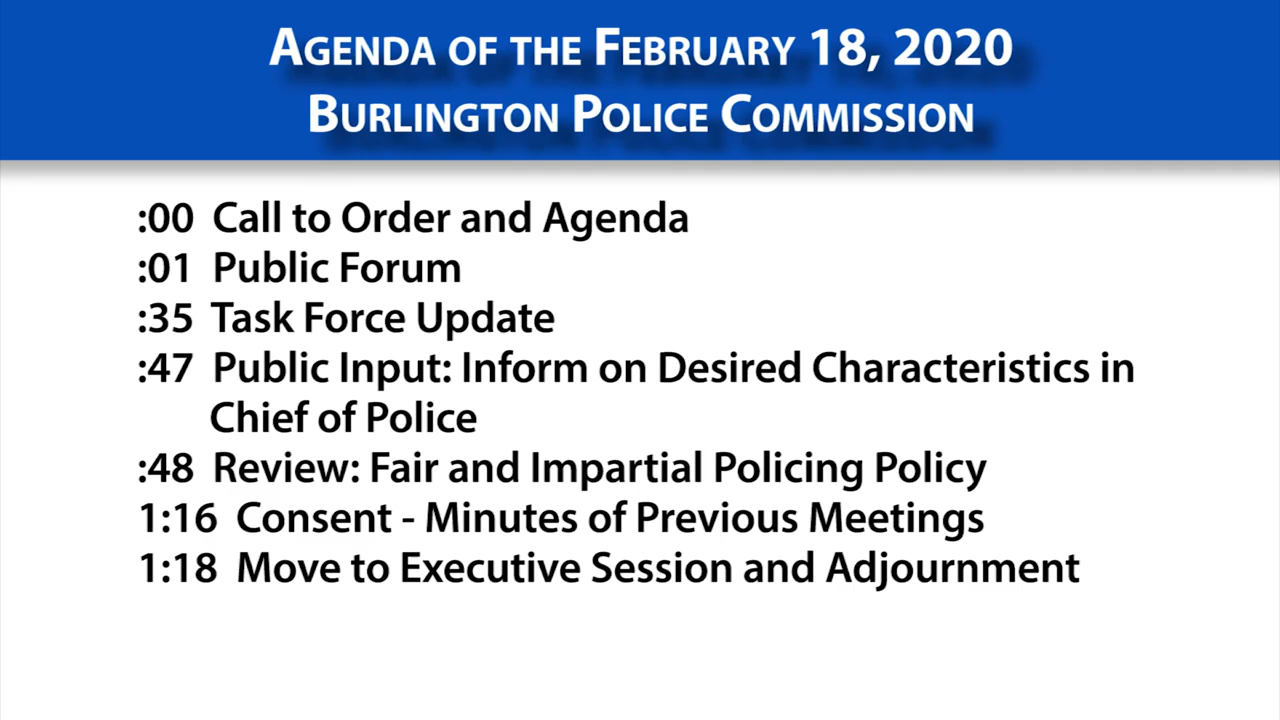 Agenda of the February 18, 2020
Burlington Police Commission
:00 Call to Order and Agenda
:01 Public Forum
:35 Task Force Update
:47 Public Input: Inform on Desired Characteristics in
Chief of Police
:48 Review: Fair and Impartial Policing Policy
1:16 Consent - Minutes of Previous Meetings
1:18 Move to Executive Session and Adjournment